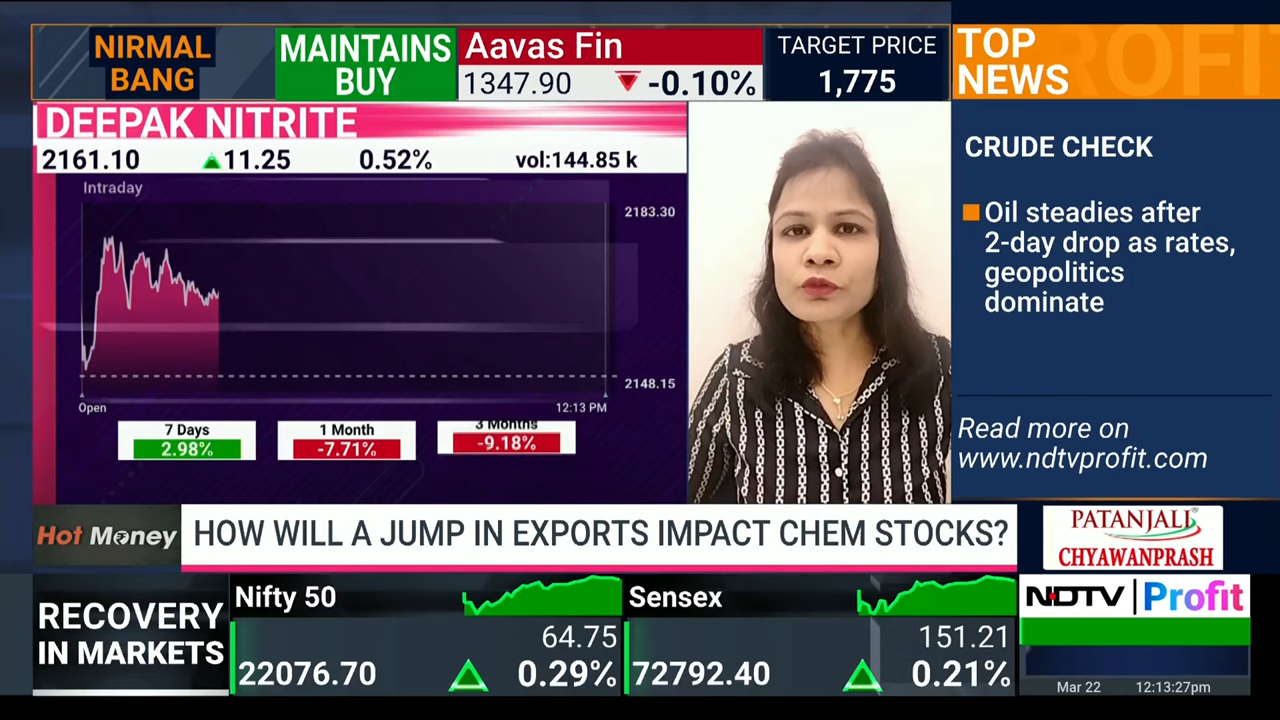 NIRMAL
BANG
MAINTAINS
BUY
Aavas Fin
1347.90 -0.10%
TARGET PRICE
1,775
TOP
NEWS
DEEPAK NITRITE
2161.10 11.25 0.52% vol:144.85 k
Intraday
2183.30
2148.15
Open 12:13 PM
7 Days
2.98%
1 Month
-7.71%
3 Months
-9.18%
CRUDE CHECK
Oil steadies after
2-day drop as rates,
geopolitics
dominate
Read more on
www.ndtvprofit.com
Hot Money
HOW WILL A JUMP IN EXPORTS IMPACT CHEM STOCKS?
PATANJALI
CHYAWANPRASH
RECOVERY
IN MARKETS
Nifty 50
64.75
22076.70 0.29%
Sensex
151.21
72792.40 0.21%
NDTV Profit
Mar 22 12:13:27pm